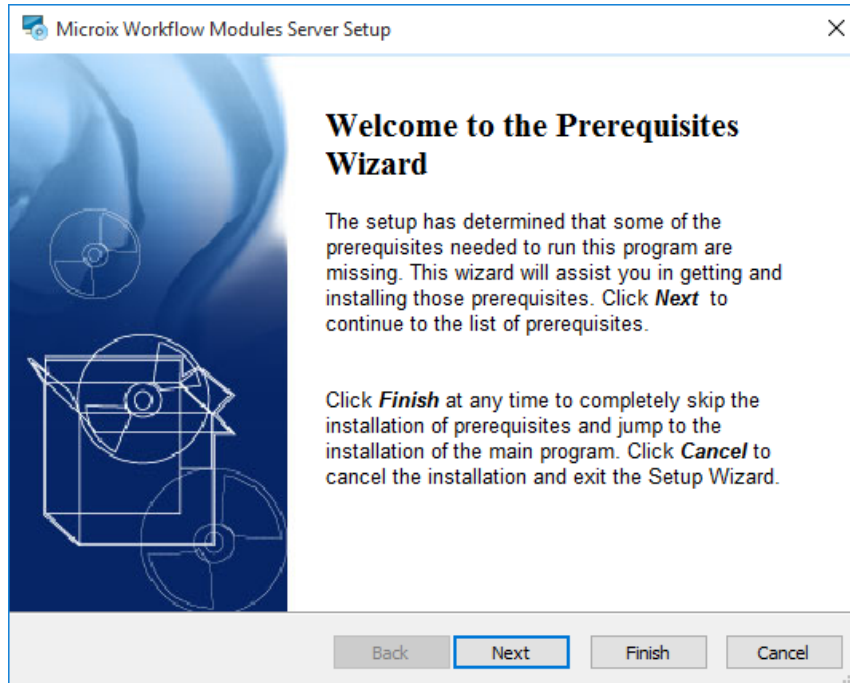 Microix Workflow Modules Server Setup
Welcome to the Prerequisites
Wizard
The setup has determined that some of the
prerequisites needed to run this program are
missing. This wizard will assist you in getting and
installing those prerequisites. Click Next to
continue to the list of prerequisites.
Click Finish at any time to completely skip the
installation of prerequisites and jump to the
installation of the main program. Click Cancel to
cancel the installation and exit the Setup Wizard.
Back Next Finish Cancel